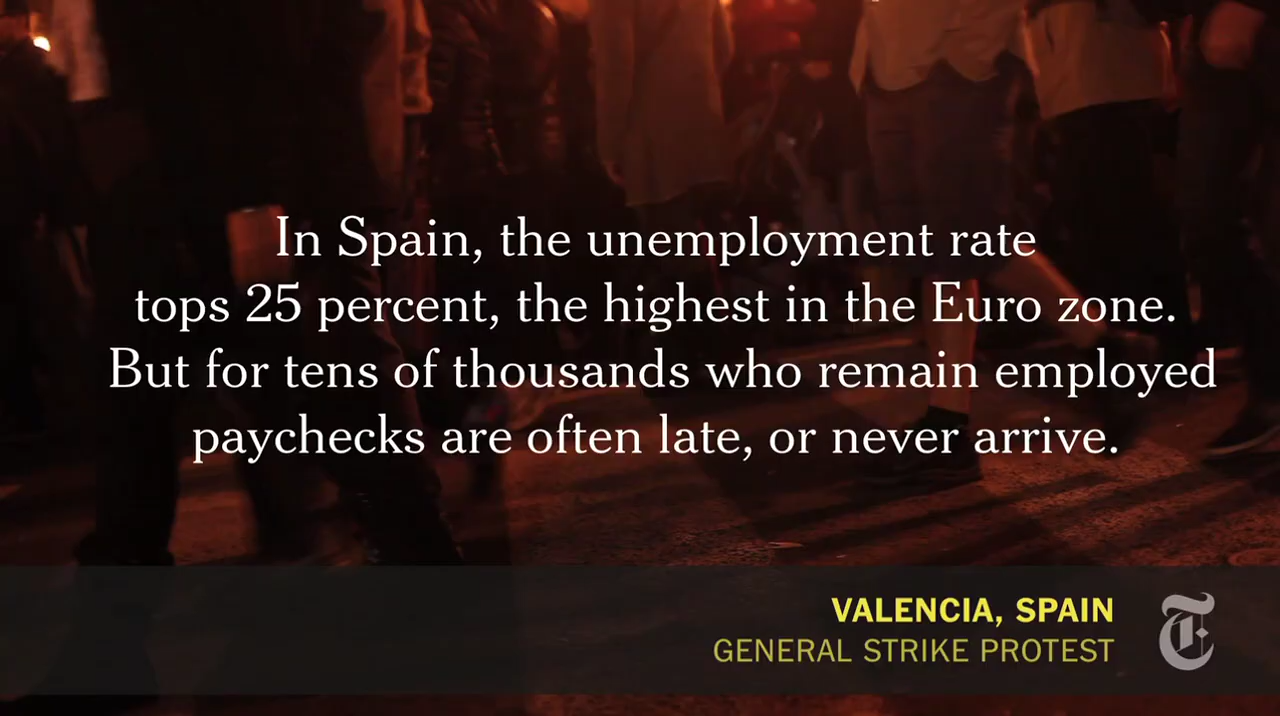 In Spain, the unemployment rate
tops 25 percent, the highest in the Euro zone.
But for tens of thousands who remain employed
paychecks are often late, or never arrive.
VALENCIA, SPAIN
GENERAL STRIKE PROTEST
T